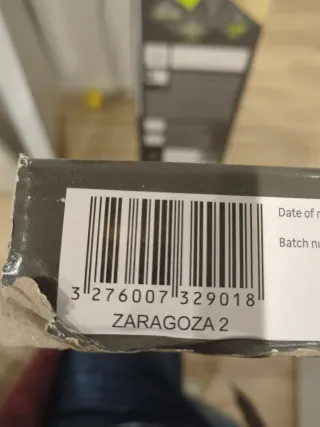 Date of
Batch
3 276007 329018
ZARAGOZA 2